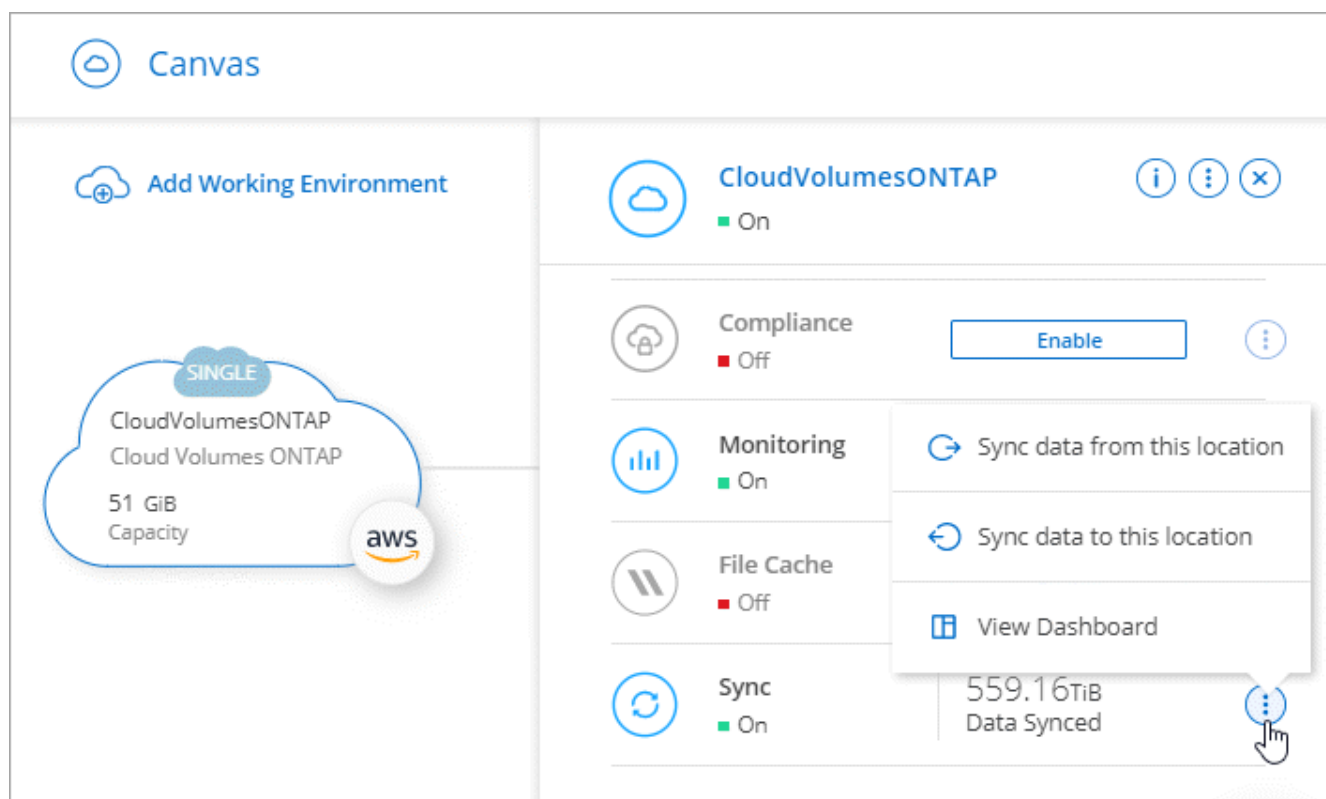 Canvas
Add Working Environment
SINGLE
CloudVolumesONTAP
Cloud Volumes ONTAP
51 GiB
Capacity
aws
CloudVolumesONTAP
On
Compliance
Off
Enable
Monitoring
On
File Cache
Off
Sync
On
Sync data from this location
Sync data to this location
View Dashboard
559.16TiB
Data Synced